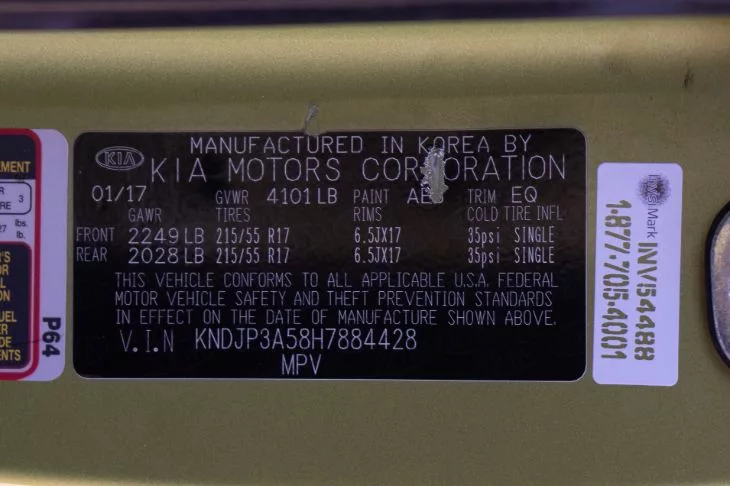 MANUFACTURED IN KOREA BY
KIA KIA MOTORS CORPORATION
01/17 GVWR 4101 LB PAINT TRIM EQ
GAWR TIRES RIMS COLD TIRE INFL
FRONT 2249 LB 215/55 R17 6.5JX17 35psi SINGLE
REAR 2028 LB 215/55 R17 6.5JX17 35psi SINGLE
THIS VEHICLE CONFORMS TO ALL APPLICABLE U.S.A. FEDERAL
MOTOR VEHICLE SAFETY AND THEFT PREVENTION STANDARDS
IN EFFECT ON THE DATE OF MANUFACTURE SHOWN ABOVE.
V.I.N KNDJP3A58H7884428
MPV
P64
InvisiMark INV54488
1-877-705-4001